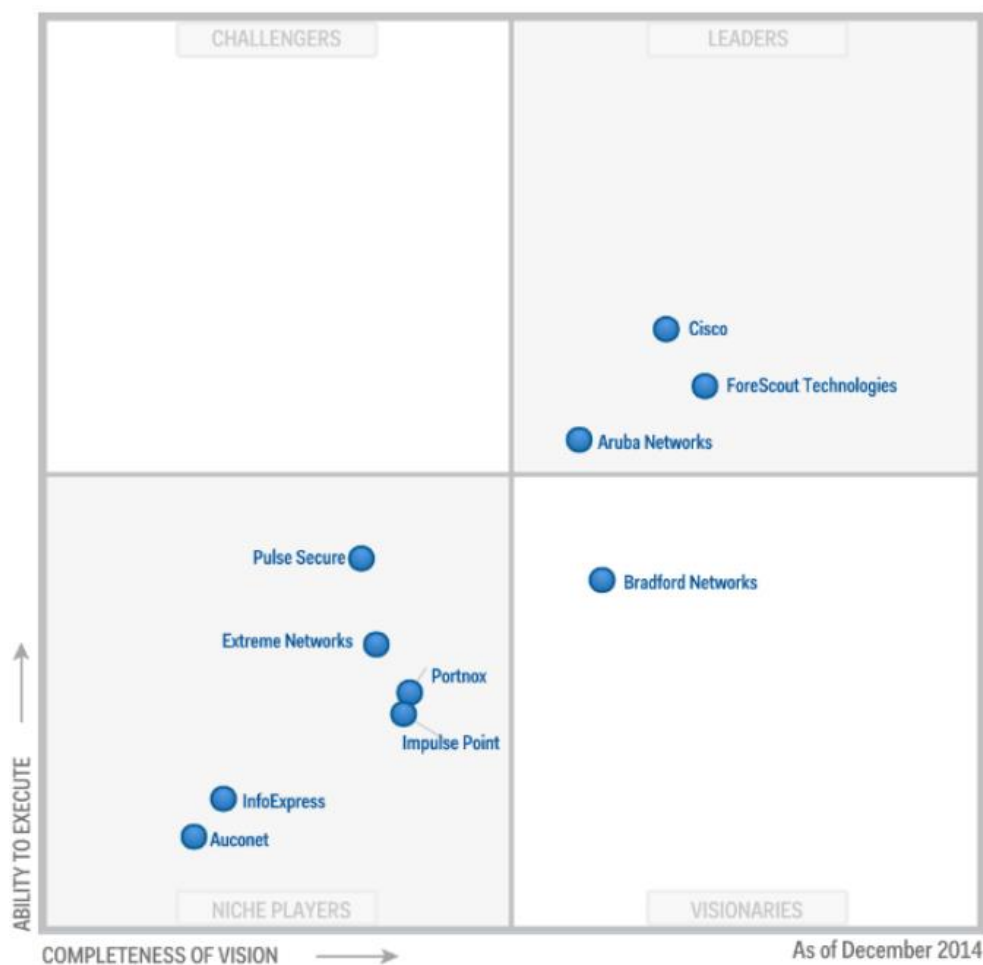 CHALLENGERS
LEADERS
Cisco
ForeScout Technologies
Aruba Networks
Pulse Secure
Bradford Networks
Extreme Networks
Portnox
Impulse Point
InfoExpress
Auconet
ABILITY TO EXECUTE
NICHE PLAYERS
VISIONARIES
COMPLETENESS OF VISION
As of December 2014